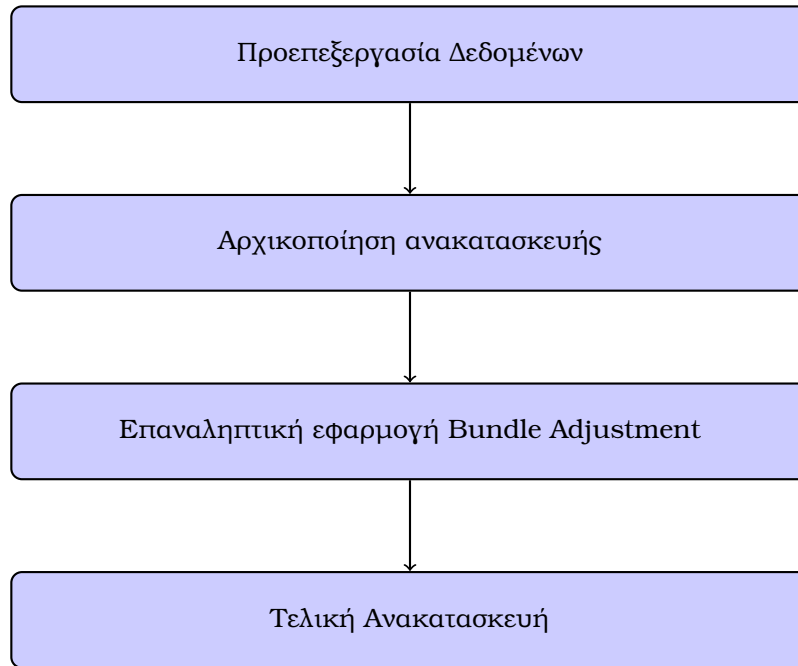 Προεπεξεργασία Δεδομένων
Αρχικοποίηση ανακατασκευής
Επαναληπτική εφαρμογή Bundle Adjustment
Τελική Ανακατασκευή